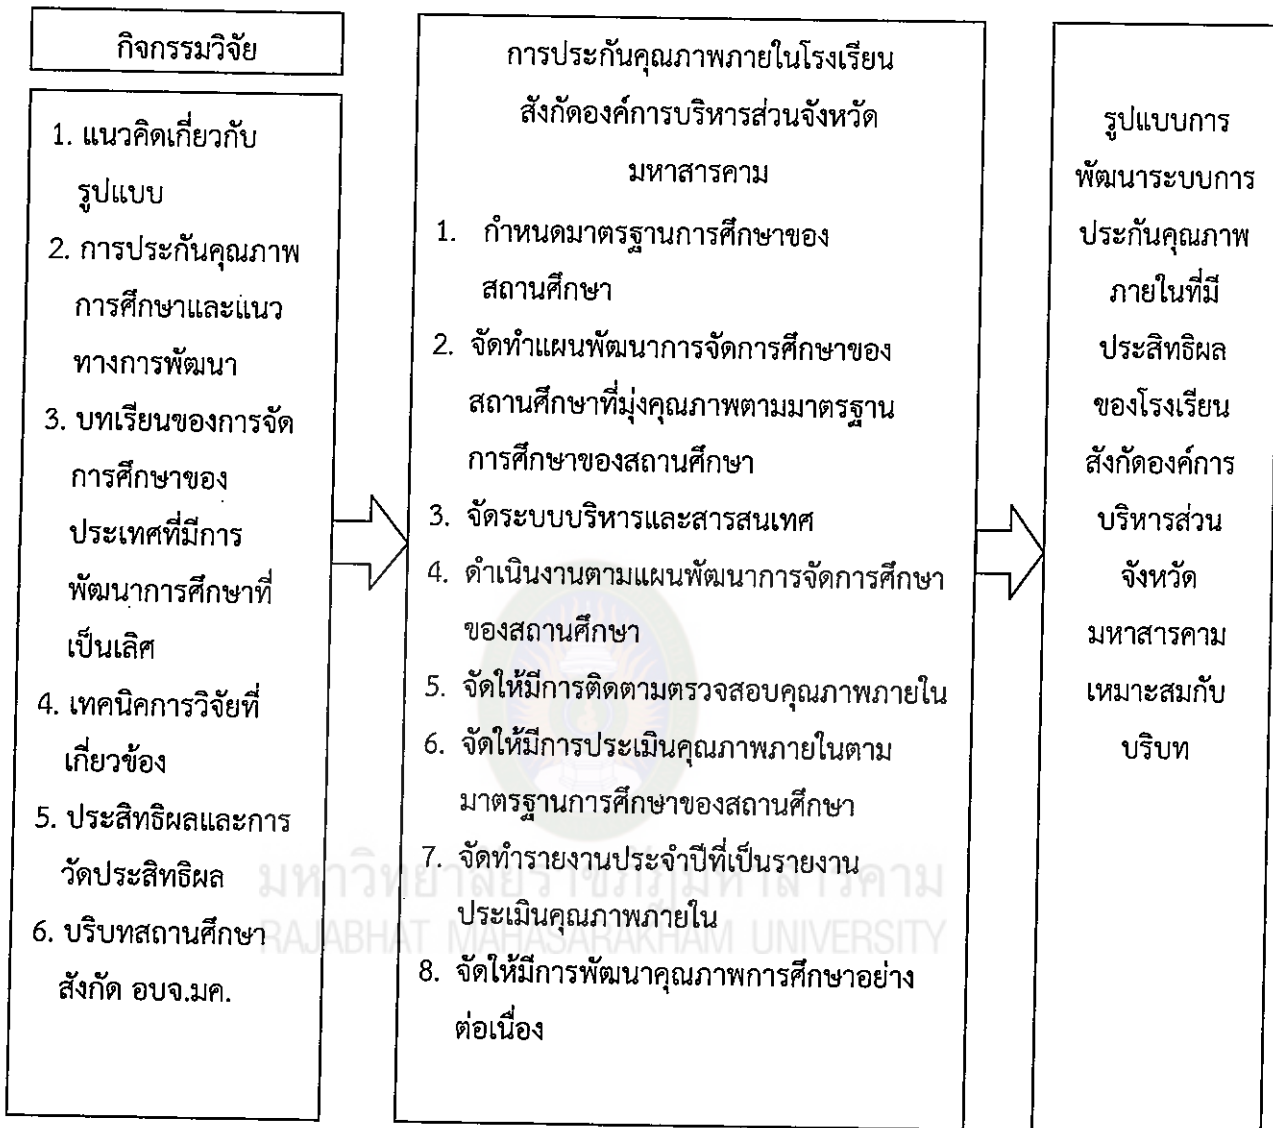 กิจกรรมวิจัย
1. แนวคิดเกี่ยวกับ
รูปแบบ
2. การประกันคุณภาพ
การศึกษาและแนว
ทางการพัฒนา
3. บทเรียนของการจัด
การศึกษาของ
ประเทศที่มีการ
พัฒนาการศึกษาที่
เป็นเลิศ
4. เทคนิคการวิจัยที่
เกี่ยวข้อง
5. ประสิทธิผลและการ
วัดประสิทธิผล
6. บริบทสถานศึกษา
สังกัด อบจ.มค.
การประกันคุณภาพภายในโรงเรียน
สังกัดองค์การบริหารส่วนจังหวัด
มหาสารคาม
1. กำหนดมาตรฐานการศึกษาของ
สถานศึกษา
2. จัดทำแผนพัฒนาการจัดการศึกษาของ
สถานศึกษาที่มุ่งคุณภาพตามมาตรฐาน
การศึกษาของสถานศึกษา
3. จัดระบบบริหารและสารสนเทศ
4. ดำเนินงานตามแผนพัฒนาการจัดการศึกษา
ของสถานศึกษา
5. จัดให้มีการติดตามตรวจสอบคุณภาพภายใน
6. จัดให้มีการประเมินคุณภาพภายในตาม
มาตรฐานการศึกษาของสถานศึกษา
7. จัดทำรายงานประจำปีที่เป็นรายงาน
ประเมินคุณภาพภายใน
8. จัดให้มีการพัฒนาคุณภาพการศึกษาอย่าง
ต่อเนื่อง
รูปแบบการ
พัฒนาระบบการ
ประกันคุณภาพ
ภายในที่มี
ประสิทธิผล
ของโรงเรียน
สังกัดองค์การ
บริหารส่วน
จังหวัด
มหาสารคาม
เหมาะสมกับ
บริบท
มหาวิทยาลัยราชภัฏมหาสารคาม
RAJABHAT MAHASARAKHAM UNIVERSITY